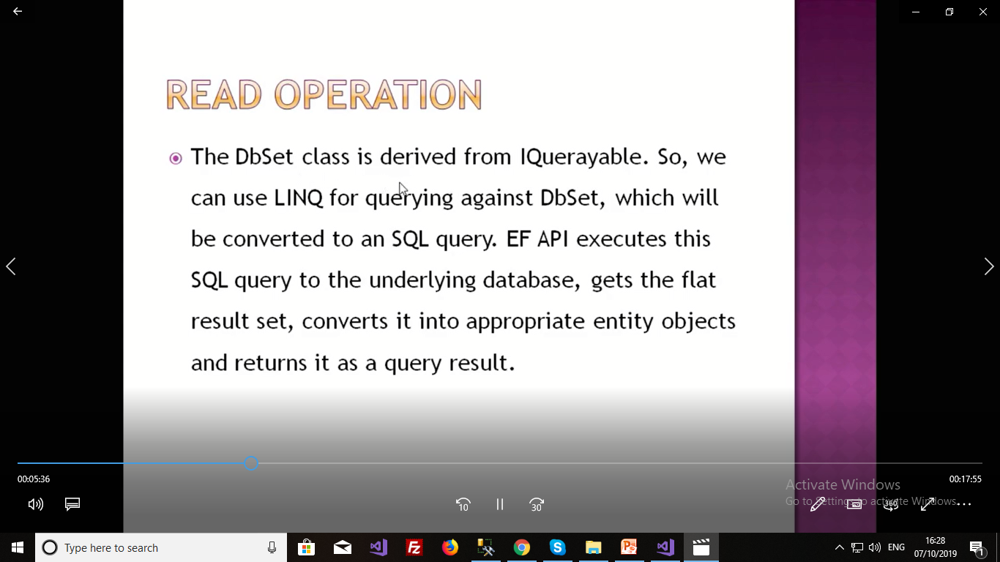 READ OPERATION
The DbSet class is derived from IQuerayable. So, we
can use LINQ for querying against DbSet, which will
be converted to an SQL query. EF API executes this
SQL query to the underlying database, gets the flat
result set, converts it into appropriate entity objects
and returns it as a query result.
00:05:36
00:17:55
Activate Windows
Go to Settings to activate Windows.
10
30
360
Type here to search
ENG
16:28
07/10/2019
1